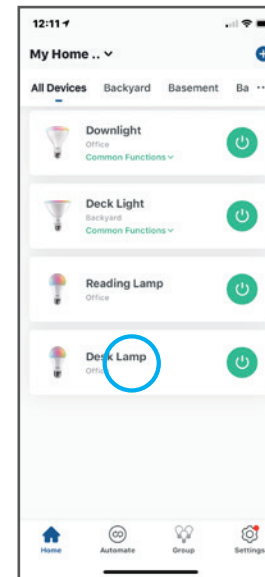 12:11
My Home ..
All Devices Backyard Basement Ba ..
Downlight
Office
Common Functions
Deck Light
Backyard
Common Functions
Reading Lamp
Office
Desk Lamp
Office
Home Automate Group Settings